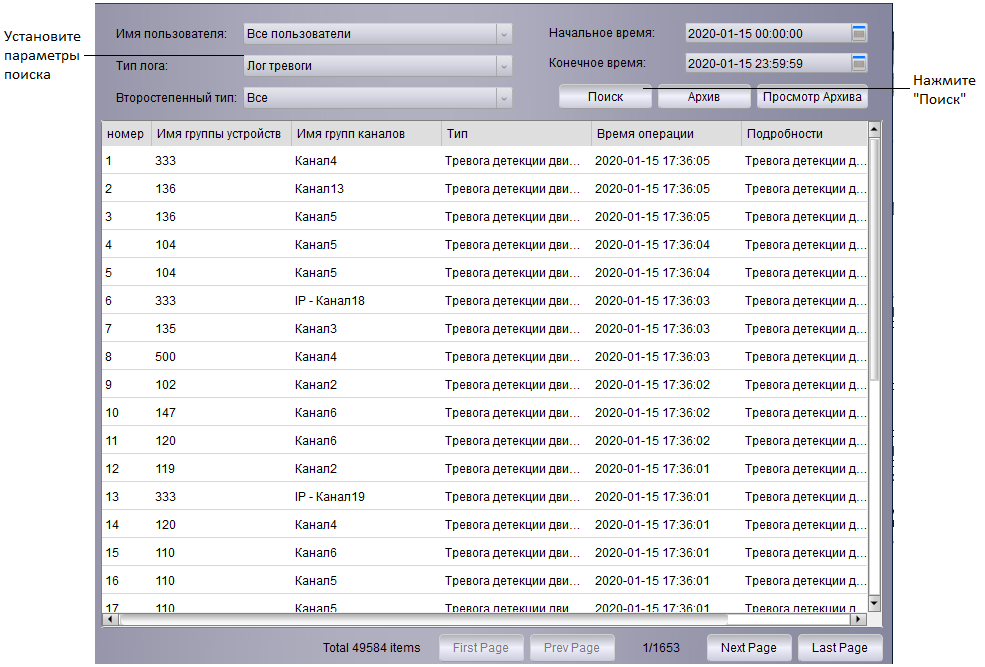 Установите
параметры
поиска
Имя пользователя: Все пользователи
Начальное время: 2020-01-15 00:00:00
Тип лога: Лог тревоги
Конечное время: 2020-01-15 23:59:59
Второстепенный тип: Все
Поиск Архив Просмотр Архива
Нажмите
"Поиск"
номер Имя группы устройств Имя групп каналов Тип Время операции Подробности
1 333 Канал4 Тревога детекции дви... 2020-01-15 17:36:05 Тревога детекции д...
2 136 Канал13 Тревога детекции дви... 2020-01-15 17:36:05 Тревога детекции д...
3 136 Канал5 Тревога детекции дви... 2020-01-15 17:36:05 Тревога детекции д...
4 104 Канал5 Тревога детекции дви... 2020-01-15 17:36:04 Тревога детекции д...
5 104 Канал5 Тревога детекции дви... 2020-01-15 17:36:04 Тревога детекции д...
6 333 IP - Канал18 Тревога детекции дви... 2020-01-15 17:36:03 Тревога детекции д...
7 135 Канал3 Тревога детекции дви... 2020-01-15 17:36:03 Тревога детекции д...
8 500 Канал4 Тревога детекции дви... 2020-01-15 17:36:03 Тревога детекции д...
9 102 Канал2 Тревога детекции дви... 2020-01-15 17:36:02 Тревога детекции д...
10 147 Канал6 Тревога детекции дви... 2020-01-15 17:36:02 Тревога детекции д...
11 120 Канал6 Тревога детекции дви... 2020-01-15 17:36:02 Тревога детекции д...
12 119 Канал2 Тревога детекции дви... 2020-01-15 17:36:01 Тревога детекции д...
13 333 IP - Канал19 Тревога детекции дви... 2020-01-15 17:36:01 Тревога детекции д...
14 120 Канал4 Тревога детекции дви... 2020-01-15 17:36:01 Тревога детекции д...
15 110 Канал6 Тревога детекции дви... 2020-01-15 17:36:01 Тревога детекции д...
16 110 Канал5 Тревога детекции дви... 2020-01-15 17:36:01 Тревога детекции д...
17 110 Канал5 Тревога детекции дви... 2020-01-15 17:36:01 Тревога детекции д...
Total 49584 items First Page Prev Page 1/1653 Next Page Last Page